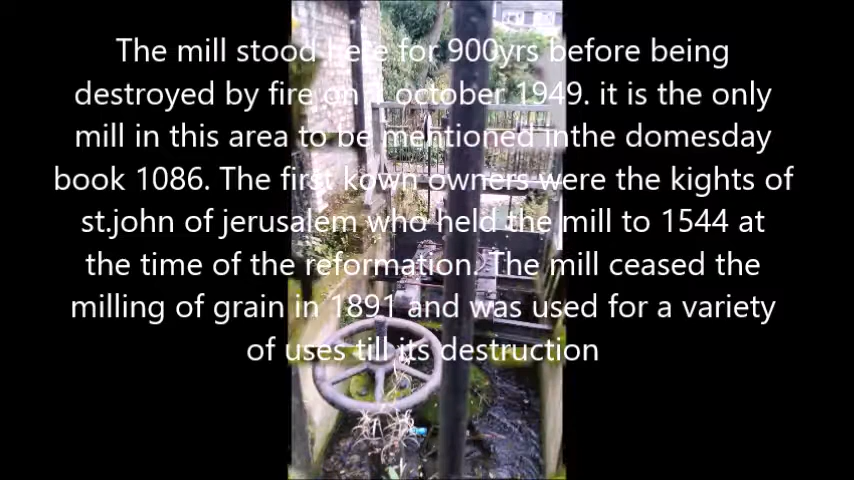 The mill stood here for 900yrs before being
destroyed by fire on 1 october 1949. it is the only
mill in this area to be mentioned inthe domesday
book 1086. The first kown owners were the kights of
st.john of jerusalem who held the mill to 1544 at
the time of the reformation. The mill ceased the
milling of grain in 1891 and was used for a variety
of uses till its destruction